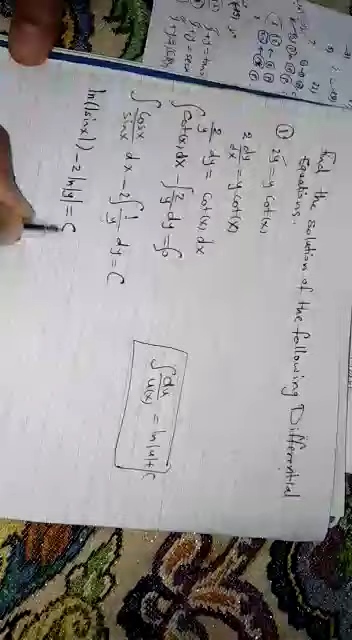 Find the solution of the following Differential
Equations.
① 2y' = y cot(x)
2 dy/dx = y cot(x)
2/y dy = cot(x) dx
∫ cot(x) dx - ∫ 2/y dy = ∫0
∫ cosx/sinx dx - 2∫ 1/y dy = C
ln(|sinx|) - 2 ln|y| = C
∫ du/u(x) = ln|u|+C